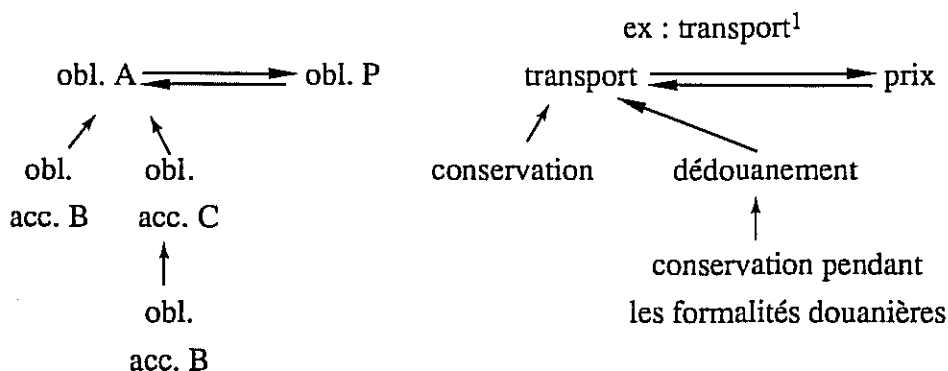 ex : transport1
obl. A obl. P
transport prix
obl. obl.
acc. B acc. C
conservation dédouanement
obl.
acc. B
conservation pendant
les formalités douanières